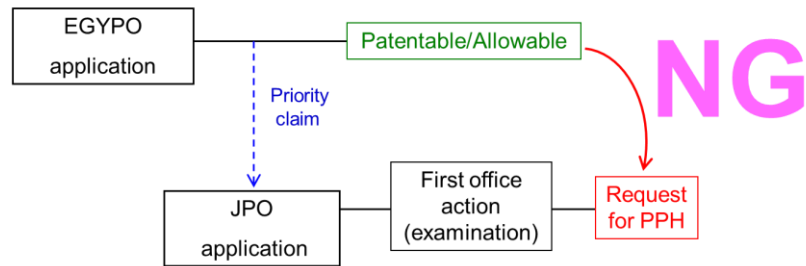 EGYPO
application
Patentable/Allowable
NG
Priority
claim
JPO
application
First office
action
(examination)
Request
for PPH